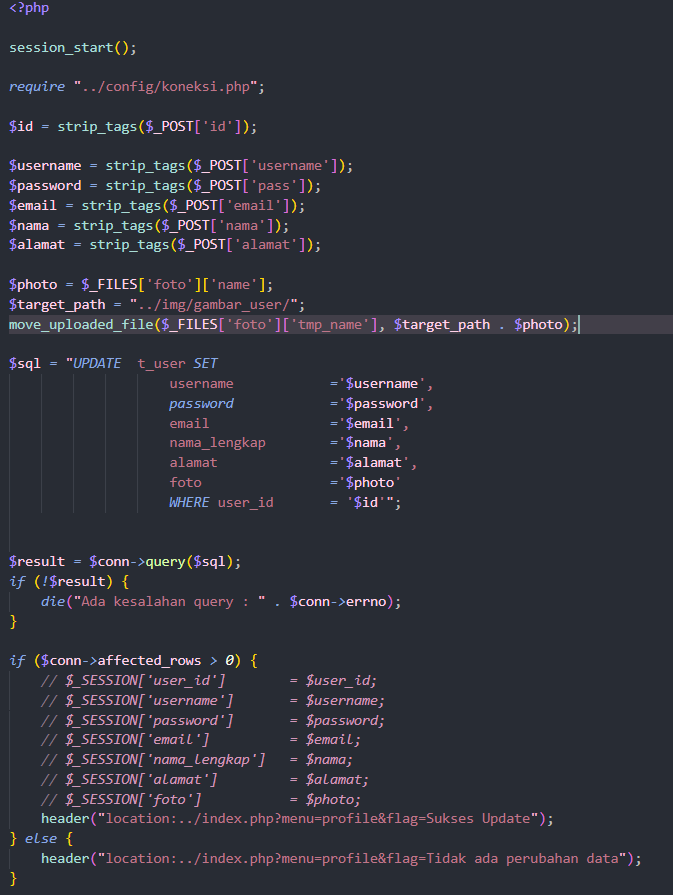 <?php
session_start();
require "../config/koneksi.php";
$id = strip_tags($_POST['id']);
$username = strip_tags($_POST['username']);
$password = strip_tags($_POST['pass']);
$email = strip_tags($_POST['email']);
$nama = strip_tags($_POST['nama']);
$alamat = strip_tags($_POST['alamat']);
$photo = $_FILES['foto']['name'];
$target_path = "../img/gambar_user/";
move_uploaded_file($_FILES['foto']['tmp_name'], $target_path . $photo);
$sql = "UPDATE  t_user SET
username            ='$username',
password            ='$password',
email               ='$email',
nama_lengkap        ='$nama',
alamat              ='$alamat',
foto                ='$photo'
WHERE user_id       = '$id'";
$result = $conn->query($sql);
if (!$result) {
die("Ada kesalahan query : " . $conn->errno);
}
if ($conn->affected_rows > 0) {
// $_SESSION['user_id']        = $user_id;
// $_SESSION['username']       = $username;
// $_SESSION['password']       = $password;
// $_SESSION['email']          = $email;
// $_SESSION['nama_lengkap']   = $nama;
// $_SESSION['alamat']         = $alamat;
// $_SESSION['foto']           = $photo;
header("location:../index.php?menu=profile&flag=Sukses Update");
} else {
header("location:../index.php?menu=profile&flag=Tidak ada perubahan data");
}